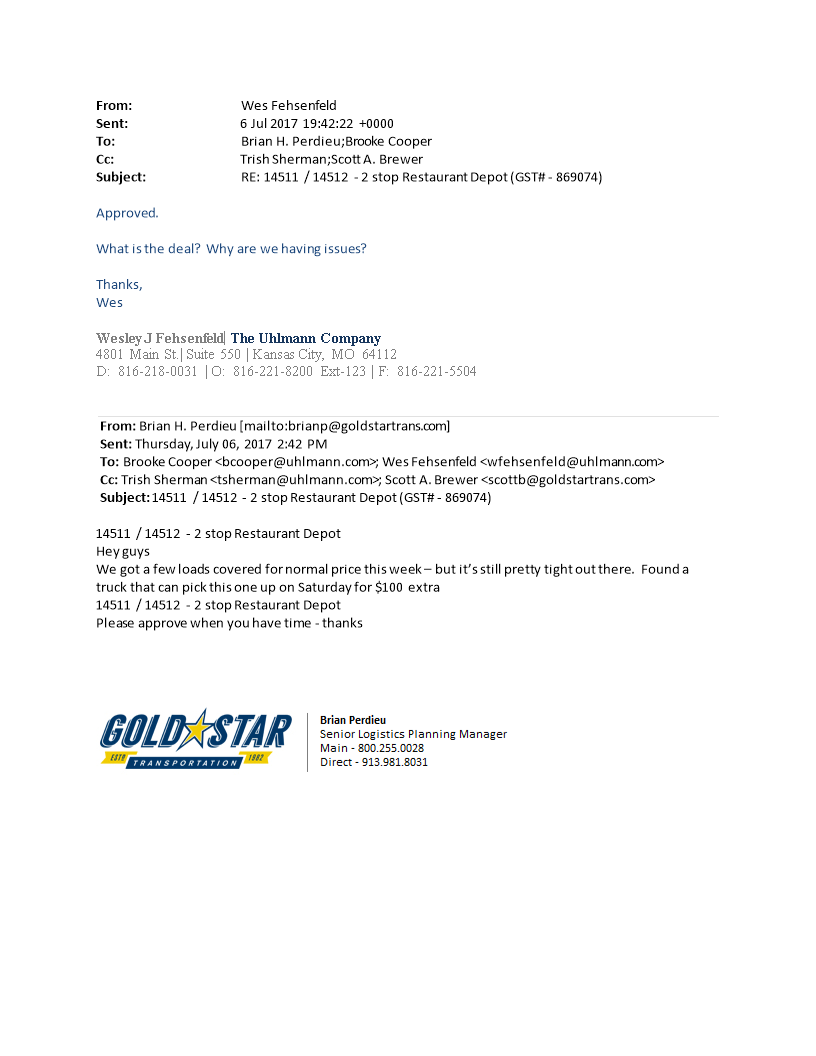 From: Wes Fehsenfeld
Sent: 6 Jul 2017 19:42:22 +0000
To: Brian H. Perdieu;Brooke Cooper
Cc: Trish Sherman;Scott A. Brewer
Subject: RE: 14511 / 14512 - 2 stop Restaurant Depot (GST# - 869074)
Approved.
What is the deal? Why are we having issues?
Thanks,
Wes
Wesley J Fehsenfeld| The Uhlmann Company
4801 Main St.| Suite 550 | Kansas City, MO 64112
D: 816-218-0031 | O: 816-221-8200 Ext-123 | F: 816-221-5504
From: Brian H. Perdieu [mailto:brianp@goldstartrans.com]
Sent: Thursday, July 06, 2017 2:42 PM
To: Brooke Cooper <bcooper@uhlmann.com>; Wes Fehsenfeld <wfehsenfeld@uhlmann.com>
Cc: Trish Sherman <tsherman@uhlmann.com>; Scott A. Brewer <scottb@goldstartrans.com>
Subject: 14511 / 14512 - 2 stop Restaurant Depot (GST# - 869074)
14511 / 14512 - 2 stop Restaurant Depot
Hey guys
We got a few loads covered for normal price this week – but it’s still pretty tight out there. Found a
truck that can pick this one up on Saturday for $100 extra
14511 / 14512 - 2 stop Restaurant Depot
Please approve when you have time - thanks
GOLD STAR
ESTD TRANSPORTATION 1982
Brian Perdieu
Senior Logistics Planning Manager
Main - 800.255.0028
Direct - 913.981.8031